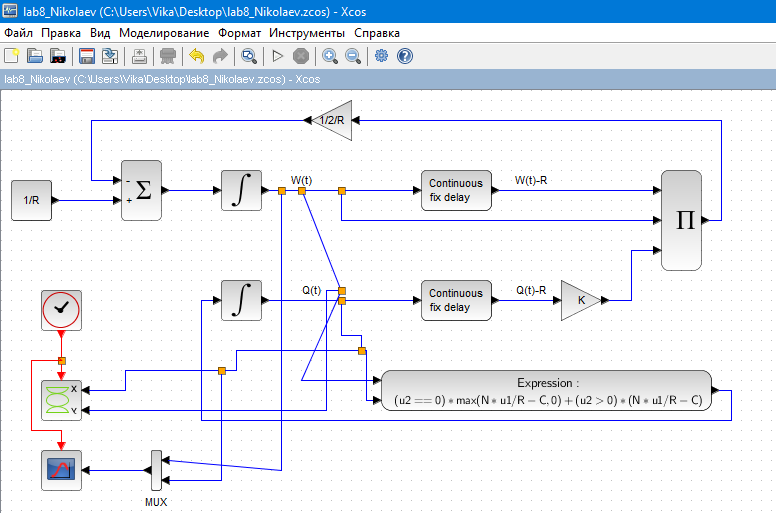 lab8_Nikolaev (C:\Users\Vika\Desktop\lab8_Nikolaev.zcos) - Xcos
Файл Правка Вид Моделирование Формат Инструменты Справка
lab8_Nikolaev (C:\Users\Vika\Desktop\lab8_Nikolaev.zcos) - Xcos
1/2/R
1/R
-
+
Σ
∫
W(t)
Continuous
fix delay
W(t)-R
Π
∫
Q(t)
Continuous
fix delay
Q(t)-R
K
X
Y
Expression :
(u2 == 0) * max(N * u1/R − C, 0) + (u2 > 0) * (N * u1/R − C)
MUX